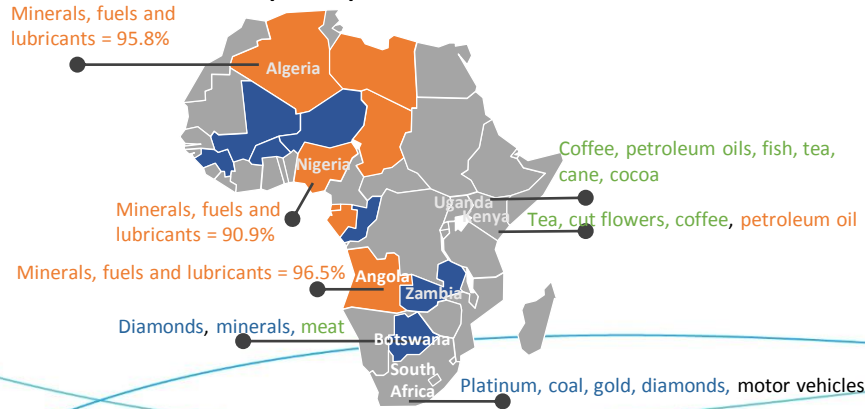 Minerals, fuels and
lubricants = 95.8%
Algeria
Nigeria
Coffee, petroleum oils, fish, tea,
cane, cocoa
Uganda
Kenya
Tea, cut flowers, coffee, petroleum oil
Minerals, fuels and
lubricants = 90.9%
Minerals, fuels and lubricants = 96.5%
Angola
Zambia
Diamonds, minerals, meat
Botswana
South
Africa
Platinum, coal, gold, diamonds, motor vehicles